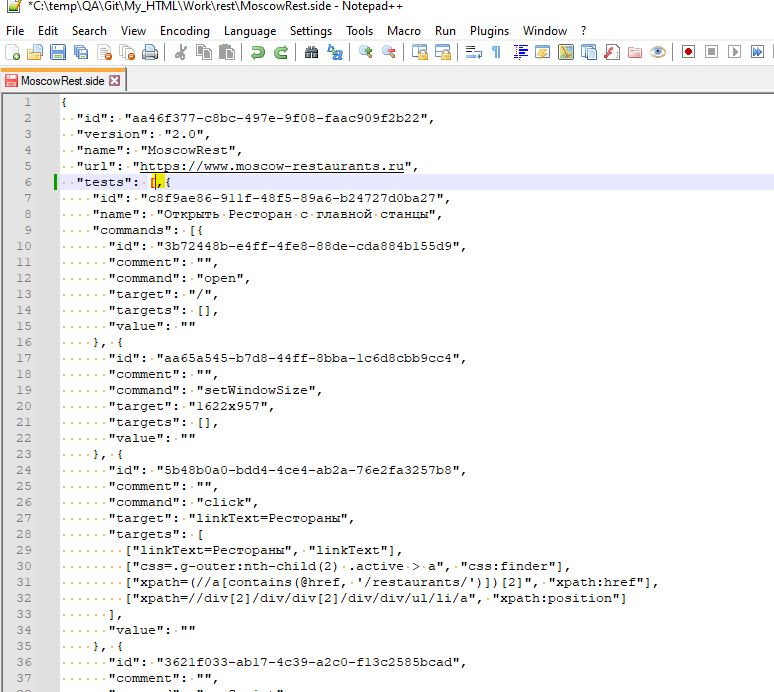 *C:\temp\QA\Git\My_HTML\Work\rest\MoscowRest.side - Notepad++
File Edit Search View Encoding Language Settings Tools Macro Run Plugins Window ?
MoscowRest.side
1 {
2 "id": "aa46f377-c8bc-497e-9f08-faac909f2b22",
3 "version": "2.0",
4 "name": "MoscowRest",
5 "url": "https://www.moscow-restaurants.ru",
6 "tests": [,{
7 "id": "c8f9ae86-911f-48f5-89a6-b24727d0ba27",
8 "name": "Открыть Ресторан с плавной станцы",
9 "commands": [{
10 "id": "3b72448b-e4ff-4fe8-88de-cda884b155d9",
11 "comment": "",
12 "command": "open",
13 "target": "/",
14 "targets": [],
15 "value": ""
16 }, {
17 "id": "aa65a545-b7d8-44ff-8bba-1c6d8cbb9cc4",
18 "comment": "",
19 "command": "setWindowSize",
20 "target": "1622x957",
21 "targets": [],
22 "value": ""
23 }, {
24 "id": "5b48b0a0-bdd4-4ce4-ab2a-76e2fa3257b8",
25 "comment": "",
26 "command": "click",
27 "target": "linkText=Рестораны",
28 "targets": [
29 ["linkText=Рестораны", "linkText"],
30 ["css=.g-outer:nth-child(2) .active > a", "css:finder"],
31 ["xpath=(//a[contains(@href, '/restaurants/')])[2]", "xpath:href"],
32 ["xpath=//div[2]/div/div[2]/div/div/ul/li/a", "xpath:position"]
33 ],
34 "value": ""
35 }, {
36 "id": "3621f033-ab17-4c39-a2c0-f13c2585bcad",
37 "comment": "",